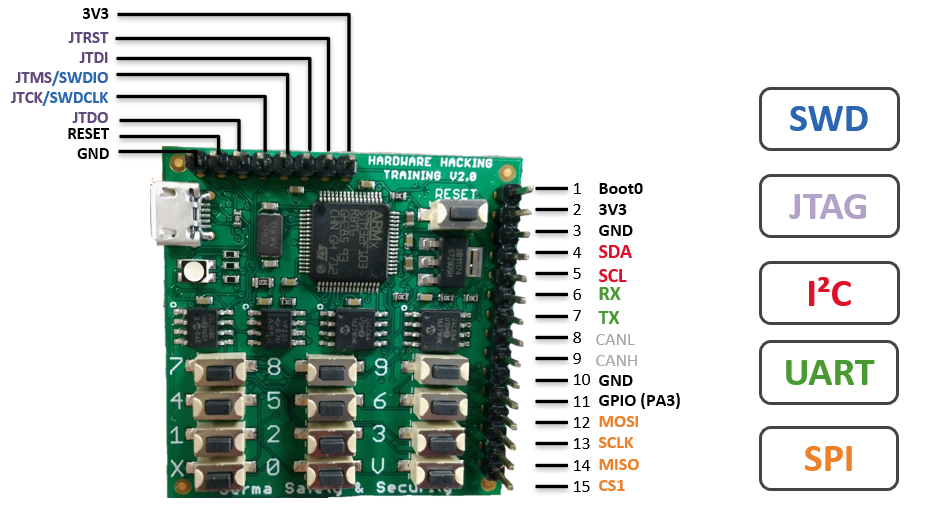 3V3
JTRST
JTDI
JTMS/SWDIO
JTCK/SWDCLK
JTDO
RESET
GND
HARDWARE HACKING
TRAINING V2.0
RESET
ARM
7 8 9
4 5 6
1 2 3
X 0 V
Safety & Security
1 Boot0
2 3V3
3 GND
4 SDA
5 SCL
6 RX
7 TX
8 CANL
9 CANH
10 GND
11 GPIO (PA3)
12 MOSI
13 SCLK
14 MISO
15 CS1
SWD
JTAG
I²C
UART
SPI